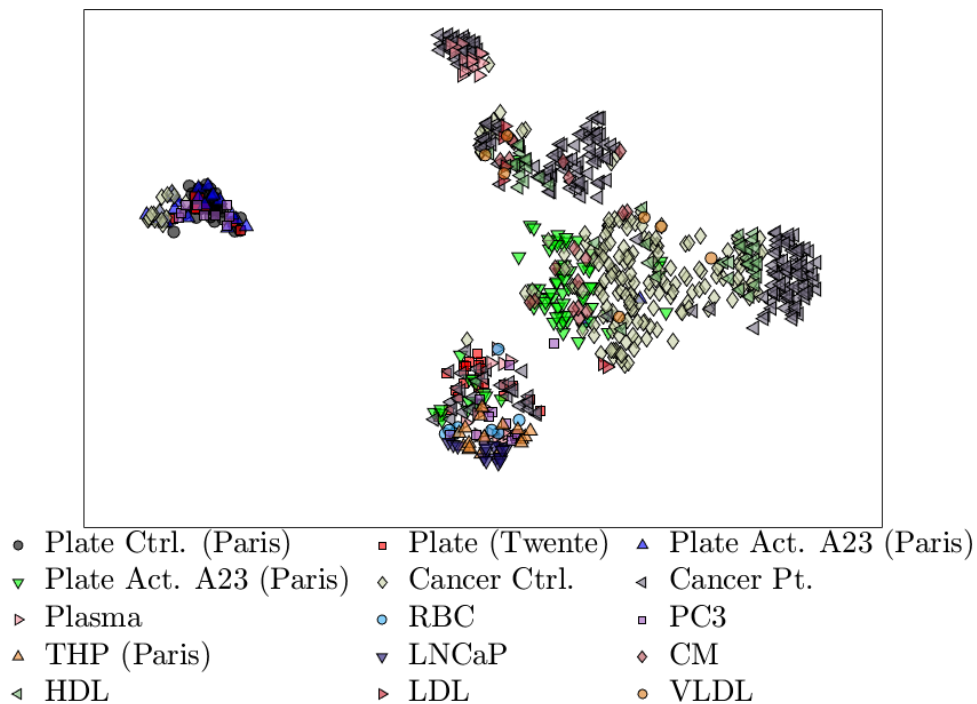 Plate Ctrl. (Paris) Plate (Twente) Plate Act. A23 (Paris)
Plate Act. A23 (Paris) Cancer Ctrl. Cancer Pt.
Plasma RBC PC3
THP (Paris) LNCaP CM
HDL LDL VLDL